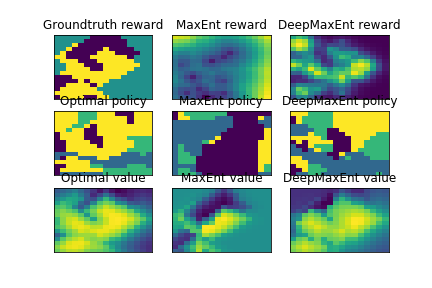 Groundtruth reward MaxEnt reward DeepMaxEnt reward
Optimal policy MaxEnt policy DeepMaxEnt policy
Optimal value MaxEnt value DeepMaxEnt value